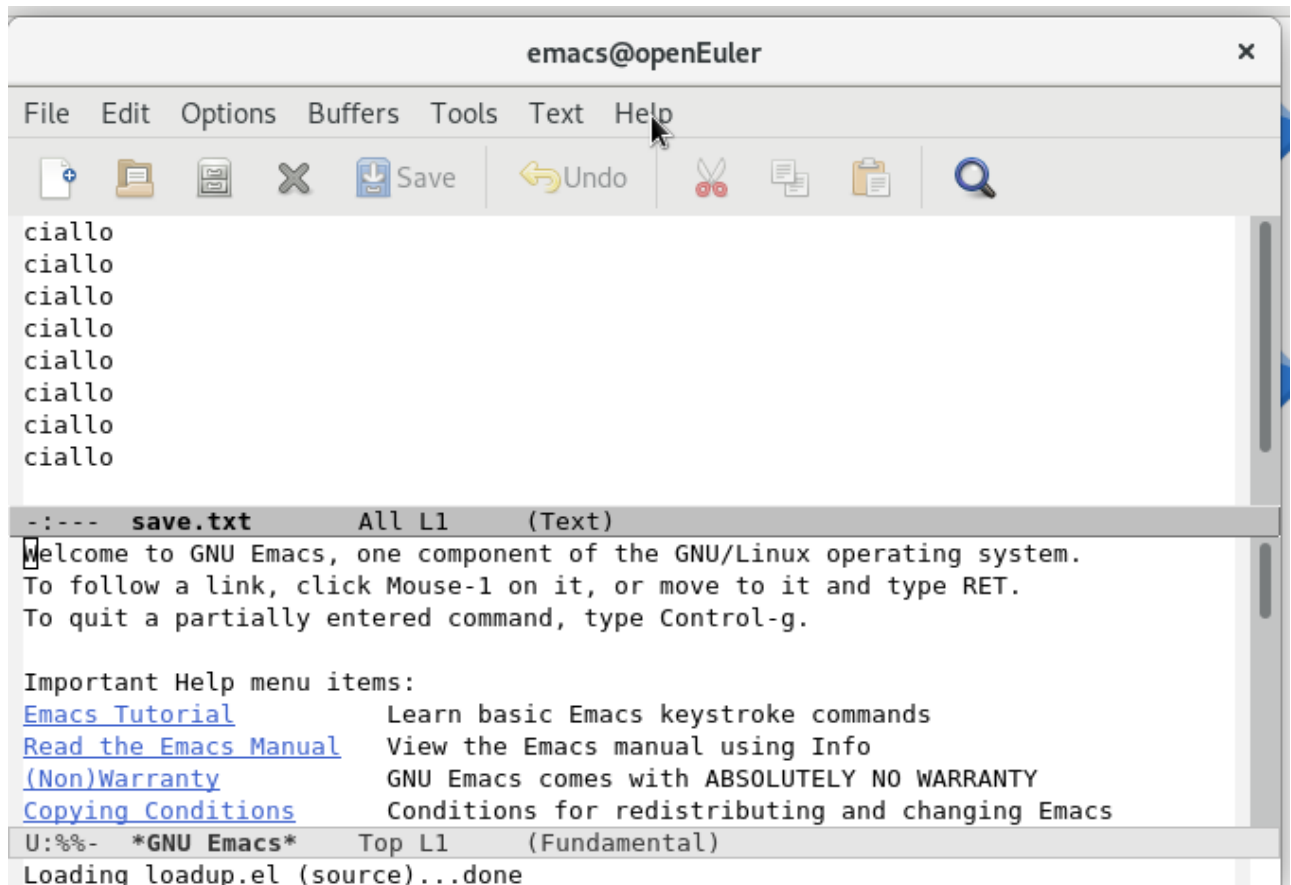 emacs@openEuler
File Edit Options Buffers Tools Text Help
Save Undo
ciallo
ciallo
ciallo
ciallo
ciallo
ciallo
ciallo
ciallo
-:--- save.txt All L1 (Text)
Welcome to GNU Emacs, one component of the GNU/Linux operating system.
To follow a link, click Mouse-1 on it, or move to it and type RET.
To quit a partially entered command, type Control-g.
Important Help menu items:
Emacs Tutorial Learn basic Emacs keystroke commands
Read the Emacs Manual View the Emacs manual using Info
(Non)Warranty GNU Emacs comes with ABSOLUTELY NO WARRANTY
Copying Conditions Conditions for redistributing and changing Emacs
U:%%- *GNU Emacs* Top L1 (Fundamental)
Loading loadup.el (source)...done